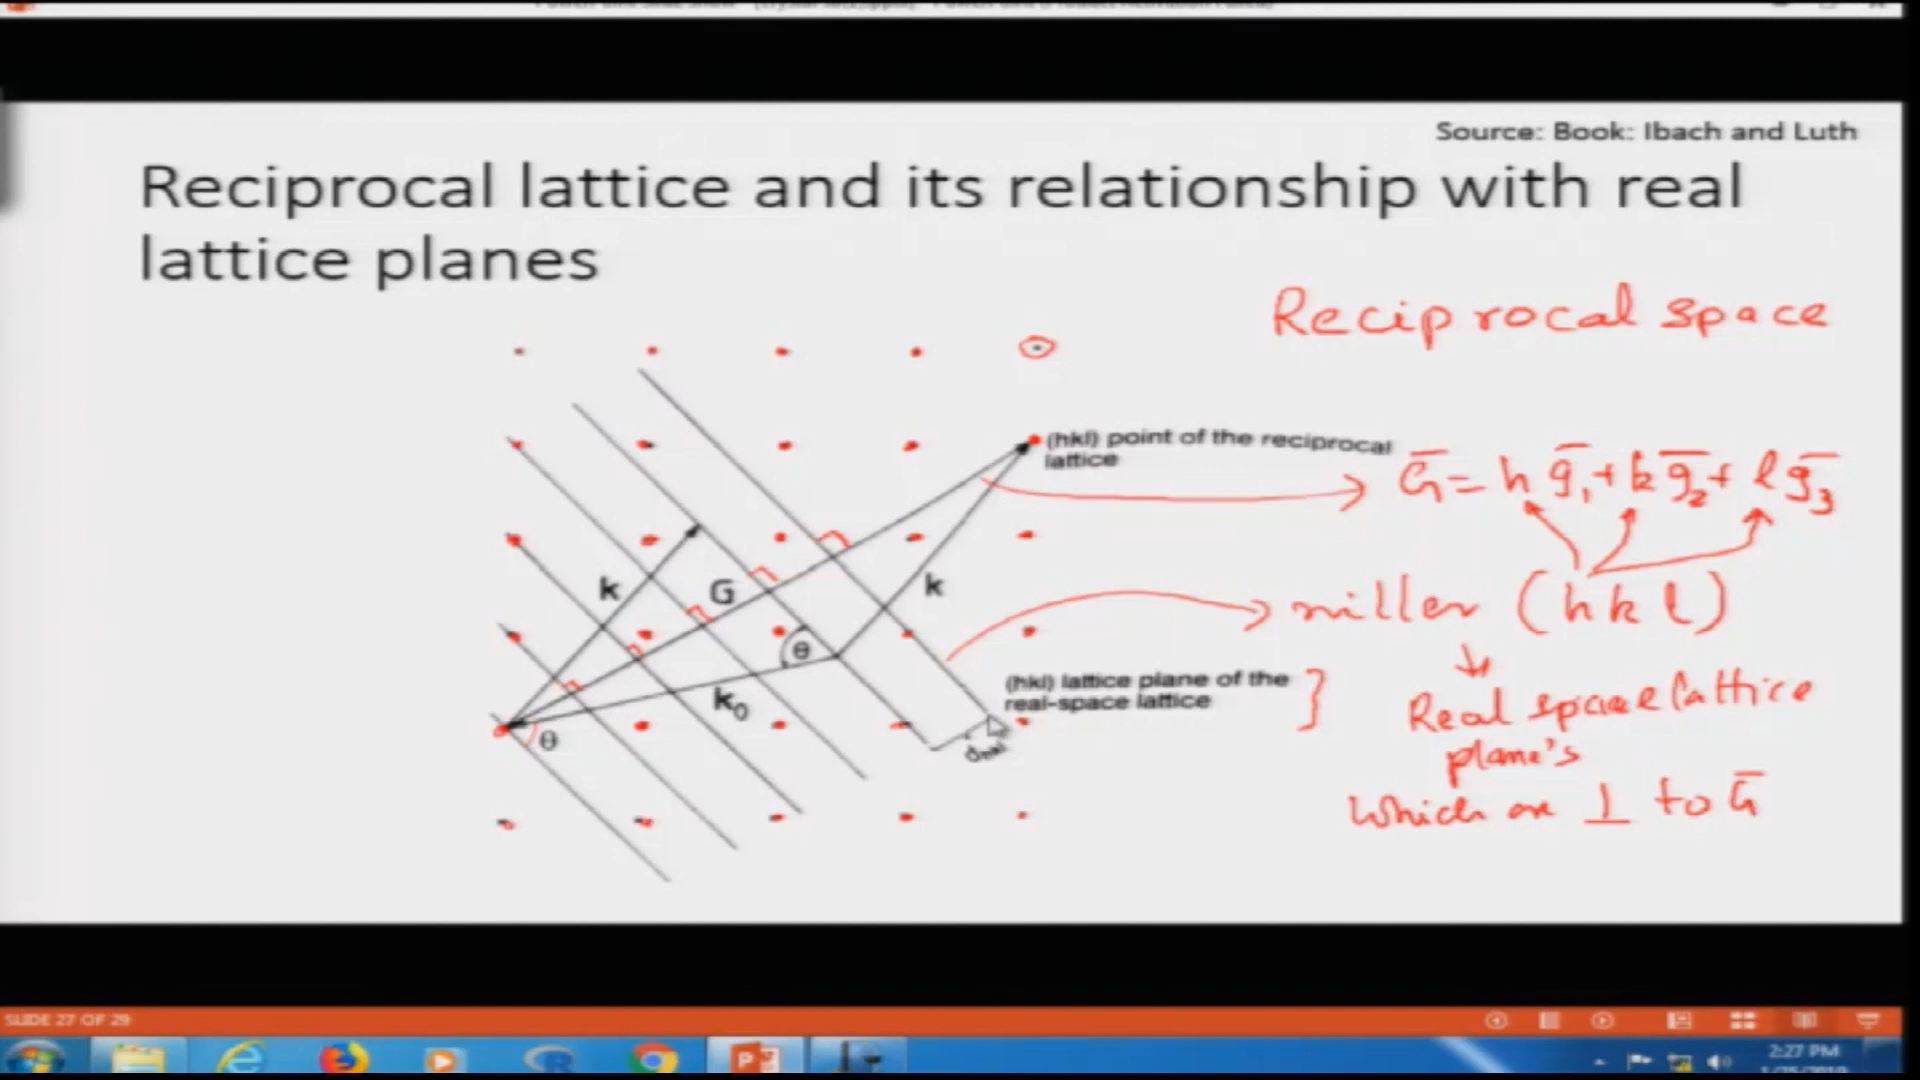 Source: Book: Ibach and Luth
Reciprocal lattice and its relationship with real
lattice planes
Reciprocal space
(hkl) point of the reciprocal
lattice
G = h g1 + k g2 + l g3
k
G
k
θ
miller (h k l)
k0
(hkl) lattice plane of the
real-space lattice
θ
dhkl
Real space lattice
plane's
which are ⊥ to G
SLIDE 27 OF 29
2:27 PM